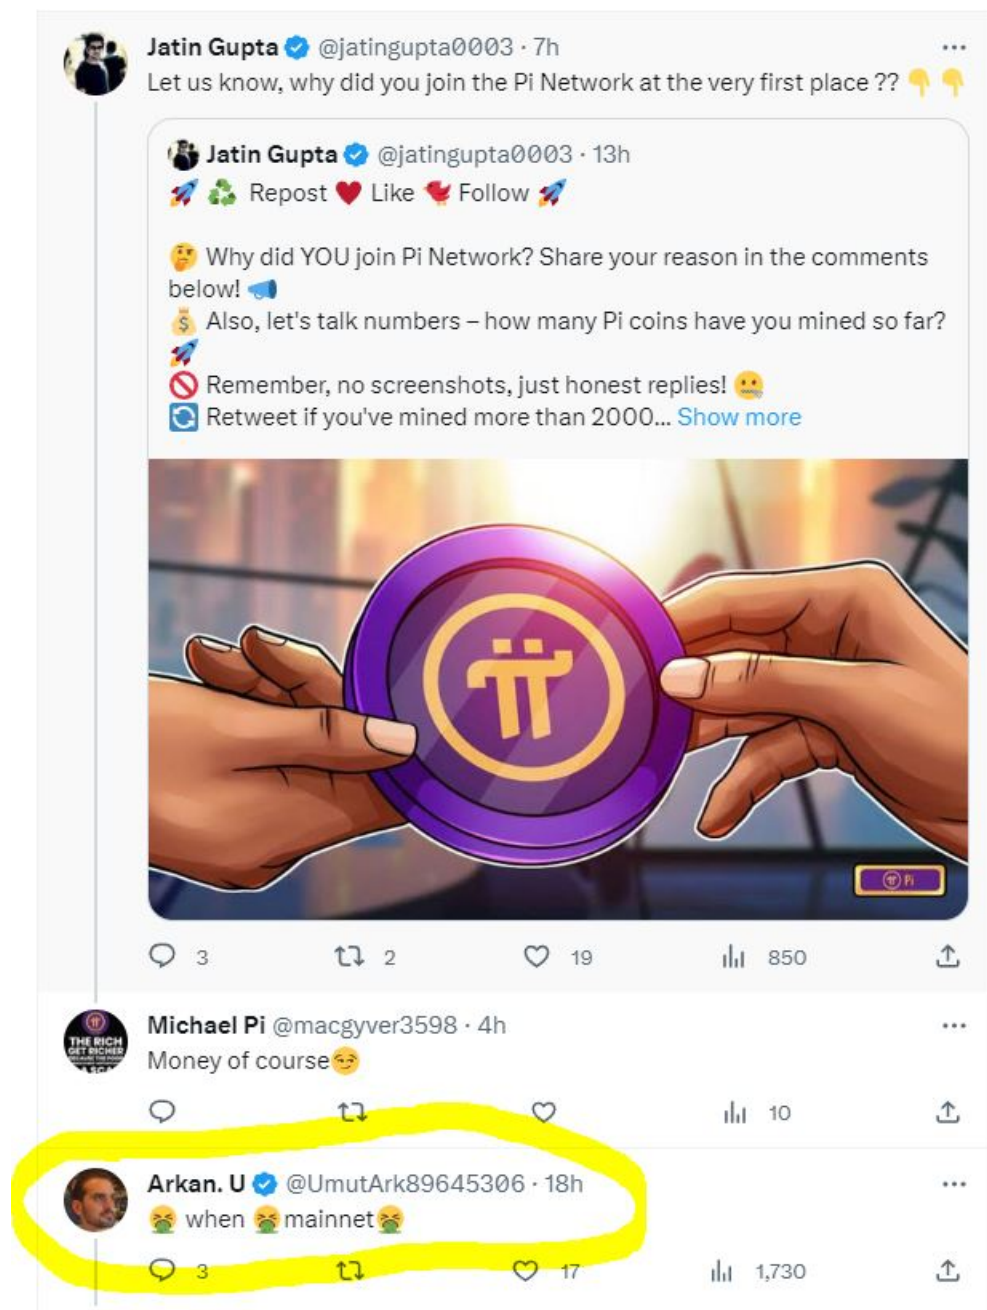 Jatin Gupta @jatingupta0003 · 7h
Let us know, why did you join the Pi Network at the very first place ?? 👇 👇
Jatin Gupta @jatingupta0003 · 13h
🚀 ♻️ Repost ♥️ Like 🐦 Follow 🚀
🤔 Why did YOU join Pi Network? Share your reason in the comments
below! 📣
💰 Also, let's talk numbers – how many Pi coins have you mined so far?
🚀
🚫 Remember, no screenshots, just honest replies! 🤐
🔄 Retweet if you've mined more than 2000... Show more
Pi
3 2 19 850
Michael Pi @macgyver3598 · 4h
THE RICH
GET RICHER
Money of course😏
10
Arkan. U @UmutArk89645306 · 18h
🤮 when 🤮 mainnet🤮
3 17 1,730